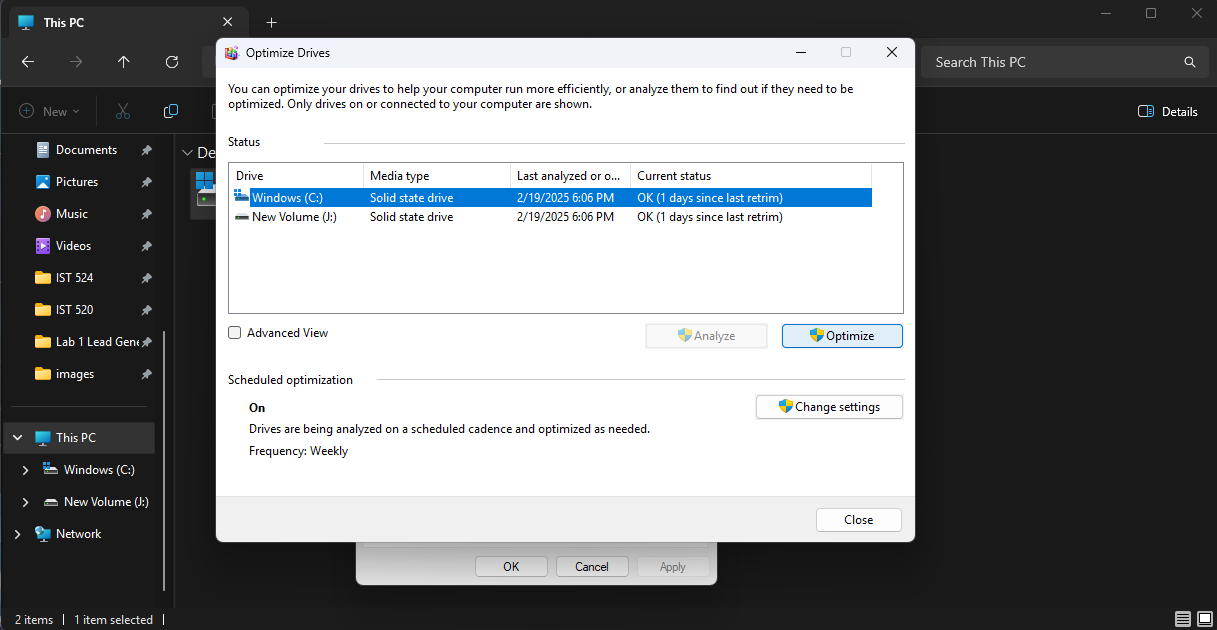 This PC
Search This PC
New
Details
Documents
Pictures
Music
Videos
IST 524
IST 520
Lab 1 Lead Gene
images
This PC
Windows (C:)
New Volume (J:)
Network
De
Optimize Drives
You can optimize your drives to help your computer run more efficiently, or analyze them to find out if they need to be
optimized. Only drives on or connected to your computer are shown.
Status
Drive Media type Last analyzed or o... Current status
Windows (C:) Solid state drive 2/19/2025 6:06 PM OK (1 days since last retrim)
New Volume (J:) Solid state drive 2/19/2025 6:06 PM OK (1 days since last retrim)
Advanced View
Analyze
Optimize
Scheduled optimization
On
Change settings
Drives are being analyzed on a scheduled cadence and optimized as needed.
Frequency: Weekly
Close
OK Cancel Apply
2 items 1 item selected